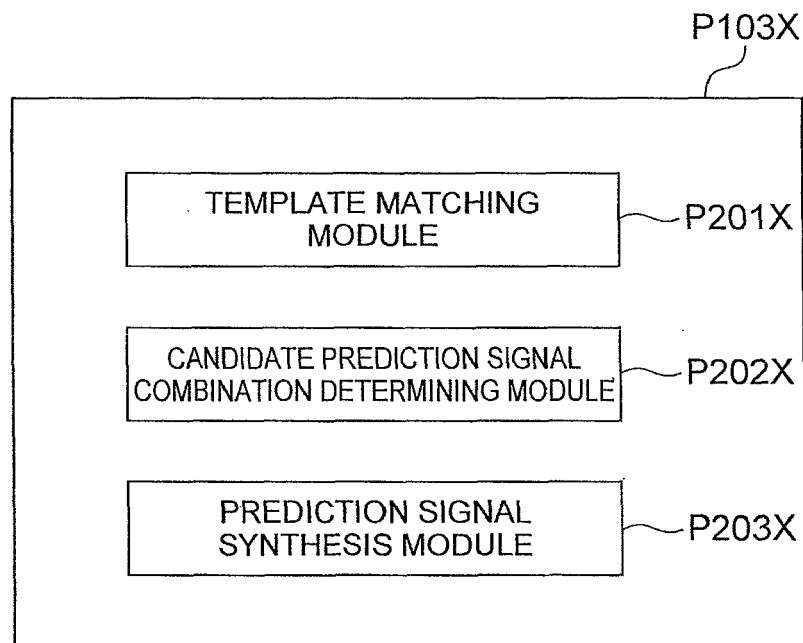 P103X
TEMPLATE MATCHING
MODULE
P201X
CANDIDATE PREDICTION SIGNAL
COMBINATION DETERMINING MODULE
P202X
PREDICTION SIGNAL
SYNTHESIS MODULE
P203X